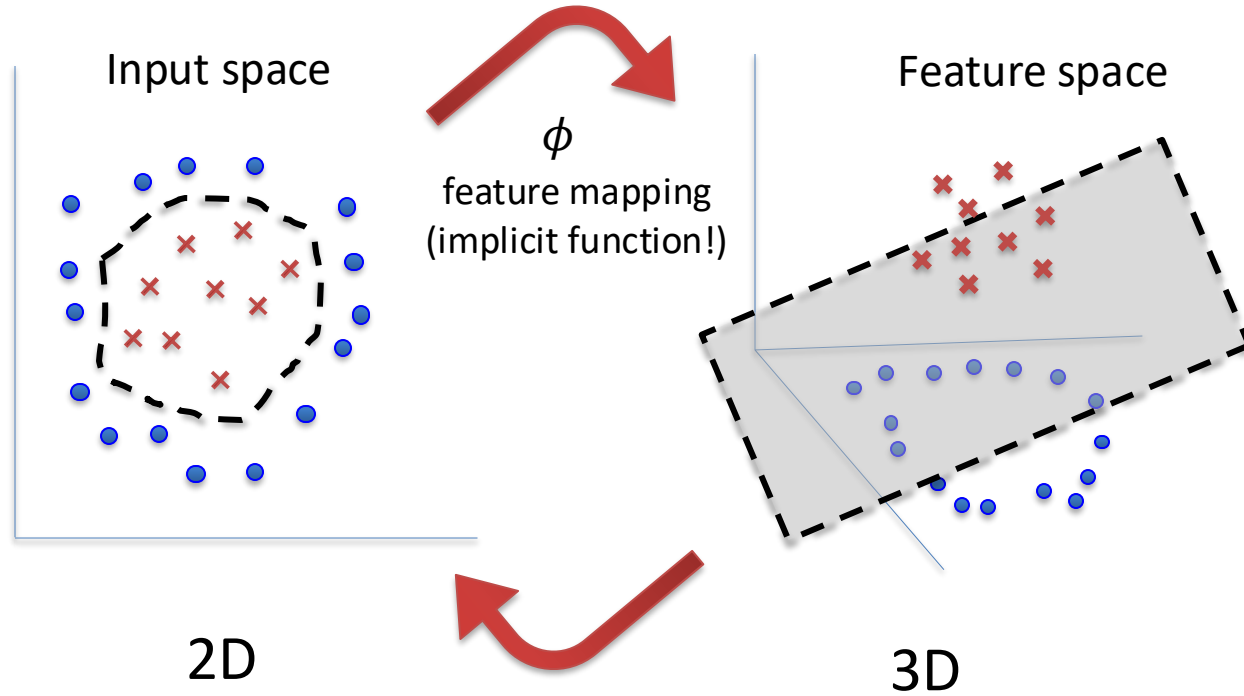 Input space
Feature space
ϕ
feature mapping
(implicit function!)
2D
3D